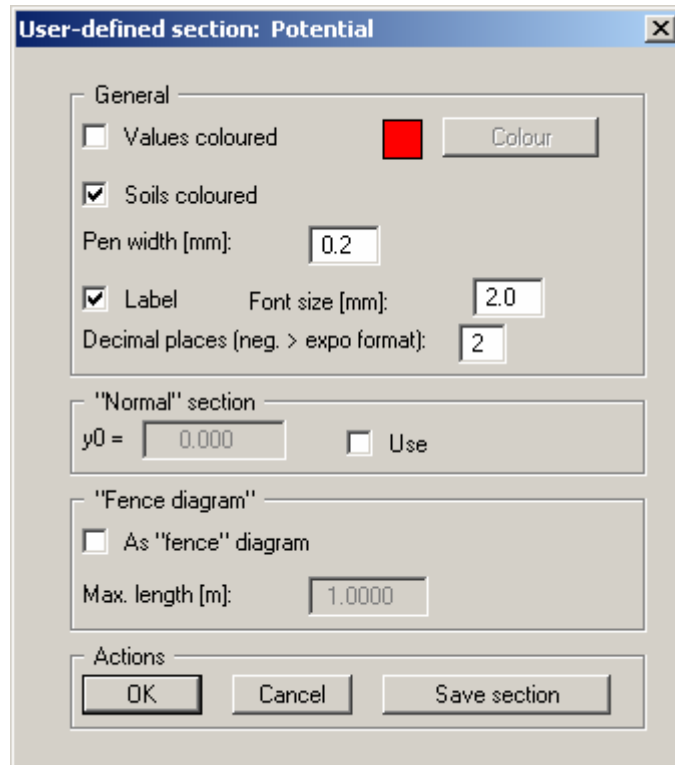 User-defined section: Potential
General
Values coloured Colour
Soils coloured
Pen width [mm]: 0.2
Label Font size [mm]: 2.0
Decimal places (neg. > expo format): 2
"Normal" section
y0 = 0.000 Use
"Fence diagram"
As "fence" diagram
Max. length [m]: 1.0000
Actions
OK Cancel Save section